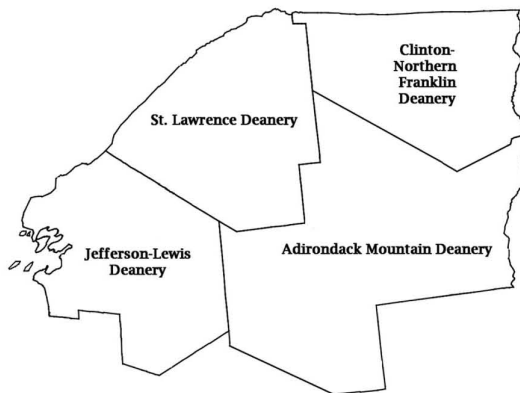 Clinton-
Northern
Franklin
Deanery
St. Lawrence Deanery
Jefferson-Lewis
Deanery
Adirondack Mountain Deanery